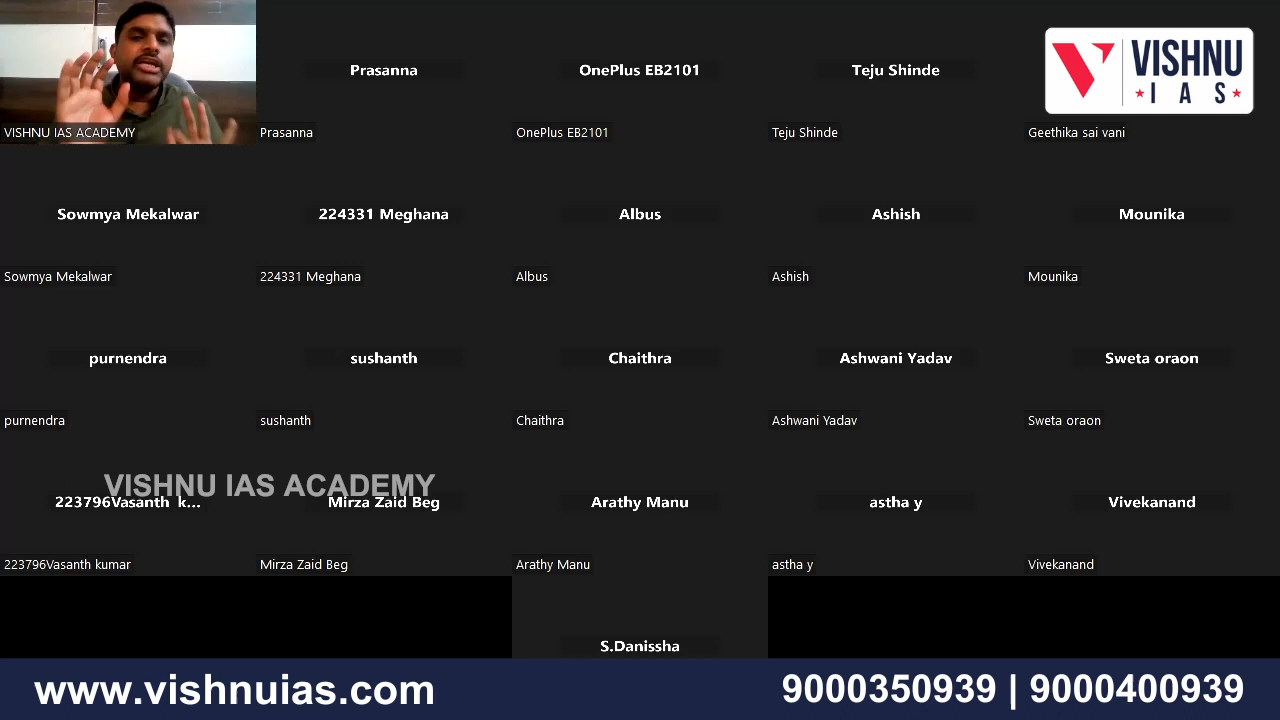 VISHNU IAS ACADEMY
Prasanna
Prasanna
OnePlus EB2101
OnePlus EB2101
Teju Shinde
Teju Shinde
VISHNU
IAS
Geethika sai vani
Sowmya Mekalwar
Sowmya Mekalwar
224331 Meghana
224331 Meghana
Albus
Albus
Ashish
Ashish
Mounika
Mounika
purnendra
purnendra
sushanth
sushanth
Chaithra
Chaithra
Ashwani Yadav
Ashwani Yadav
Sweta oraon
Sweta oraon
VISHNU IAS ACADEMY
223796Vasanth k...
223796Vasanth kumar
Mirza Zaid Beg
Mirza Zaid Beg
Arathy Manu
Arathy Manu
astha y
astha y
Vivekanand
Vivekanand
S.Danissha
www.vishnuias.com
9000350939 | 9000400939